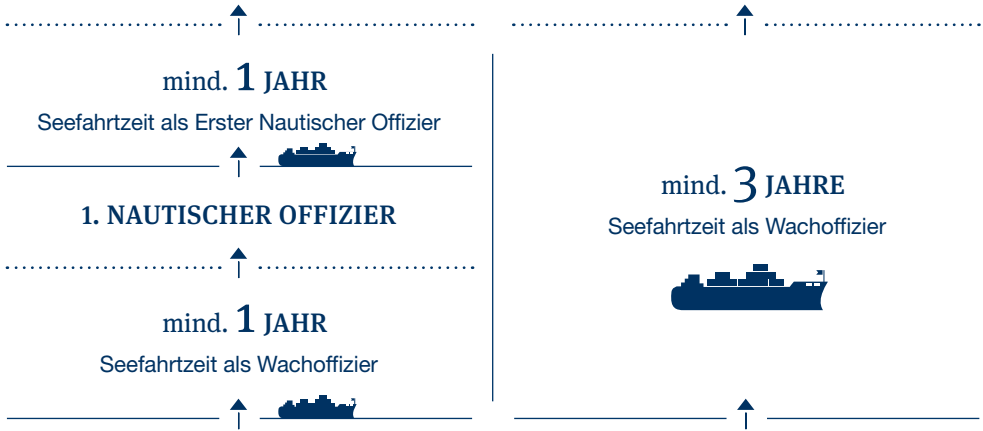 mind. 1 JAHR
Seefahrtzeit als Erster Nautischer Offizier
1. NAUTISCHER OFFIZIER
mind. 1 JAHR
Seefahrtzeit als Wachoffizier
mind. 3 JAHRE
Seefahrtzeit als Wachoffizier